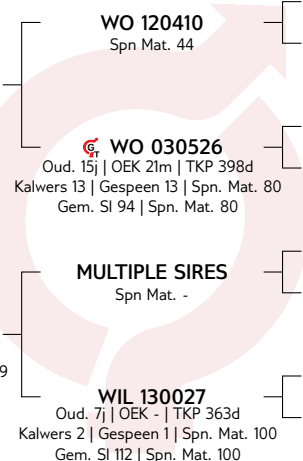 WO 120410
Spn Mat. 44
GT WO 030526
Oud. 15j | OEK 21m | TKP 398d
Kalwers 13 | Gespeen 13 | Spn. Mat. 80
Gem. SI 94 | Spn. Mat. 80
MULTIPLE SIRES
Spn Mat. -
9
WIL 130027
Oud. 7j | OEK - | TKP 363d
Kalwers 2 | Gespeen 1 | Spn. Mat. 100
Gem. SI 112 | Spn. Mat. 100